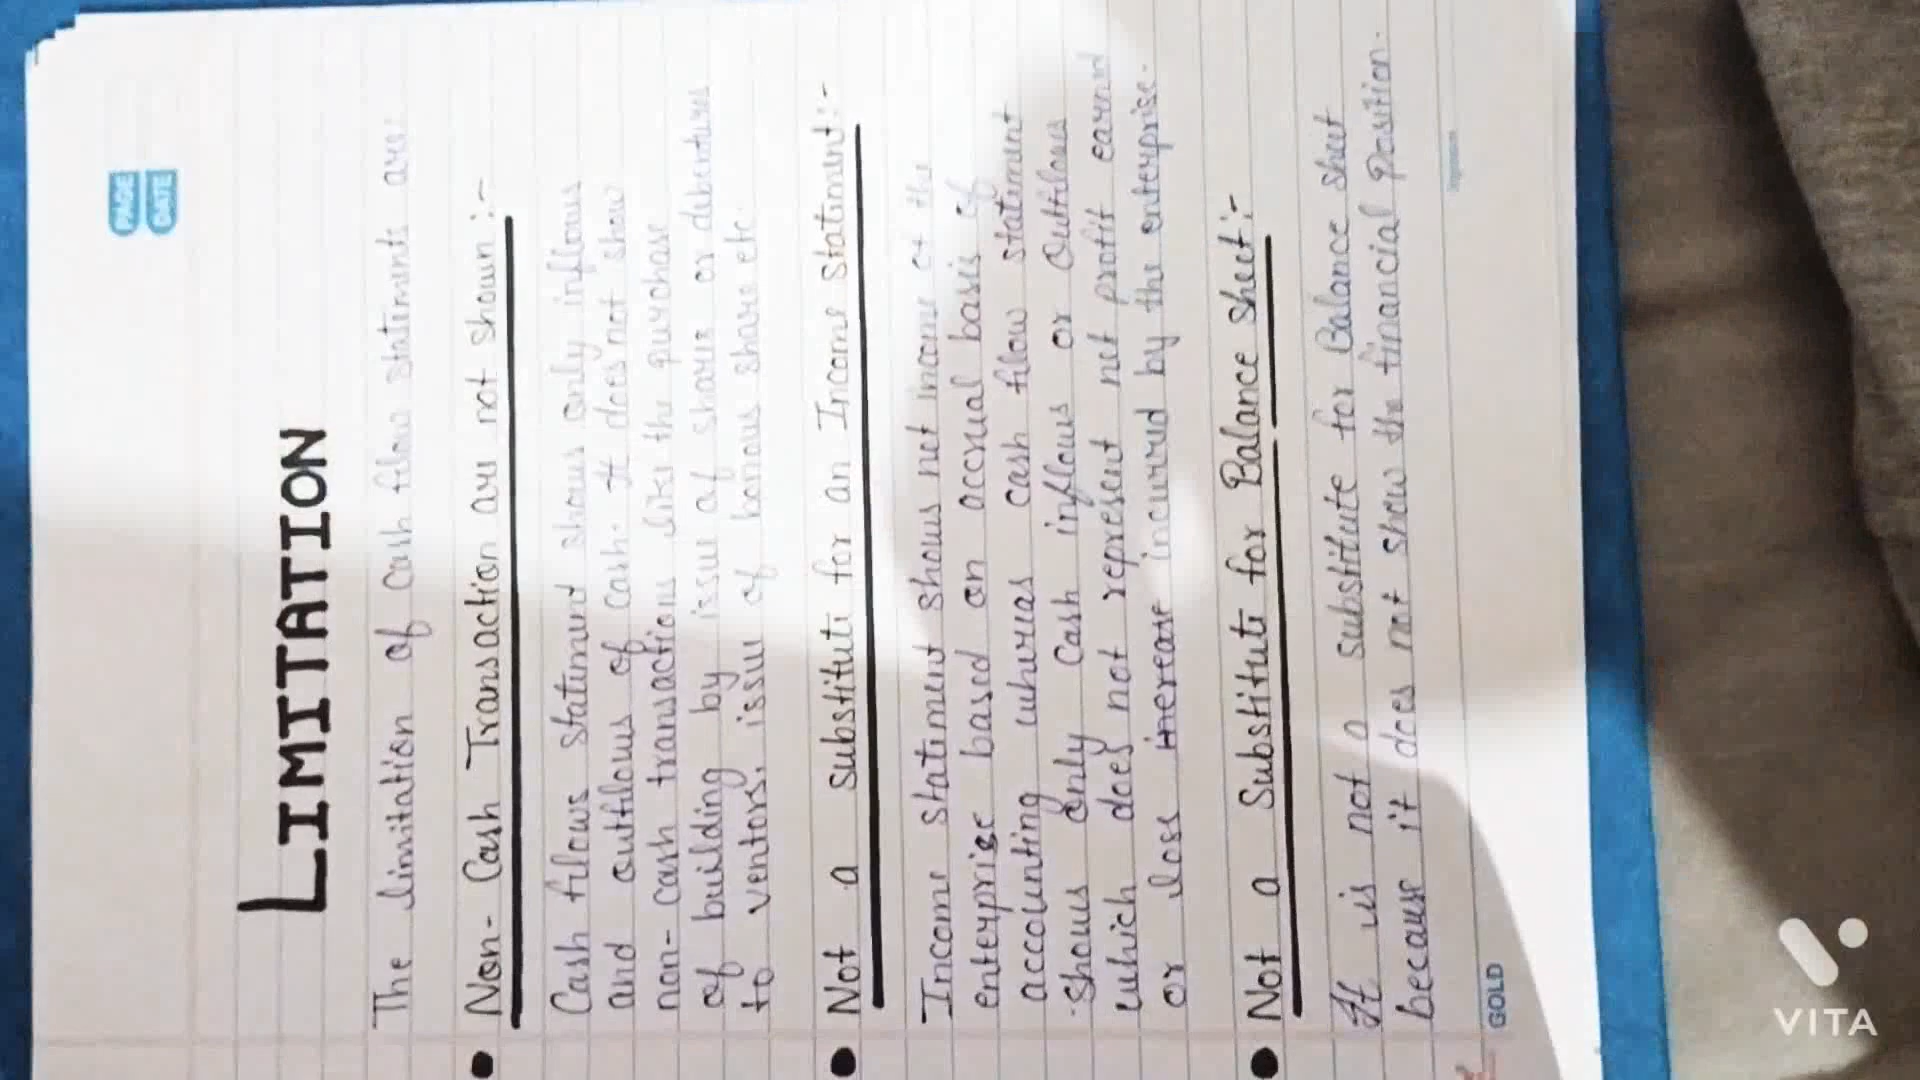 PAGE
DATE
LIMITATION
The limitation of cash flow statements are:
• Non- Cash Transaction are not shown:-
Cash flows statement shows only inflows
and outflows of cash. It does not show
non-cash transactions like the purchase
of building by issue of shares or debentures
to ventors, issue of bonous share etc.
• Not a substitute for an Income statement:-
Income statement shows net income of the
enterprise based on accrual basis of
accounting wheras cash flow statement
shows only cash inflows or outflows
which does not represent net profit earned
or loss increase incurred by the enterprise.
• Not a Substitute for Balance sheet:-
It is not a substitute for Balance sheet
because it does not show the financial position.
GOLD
VITA